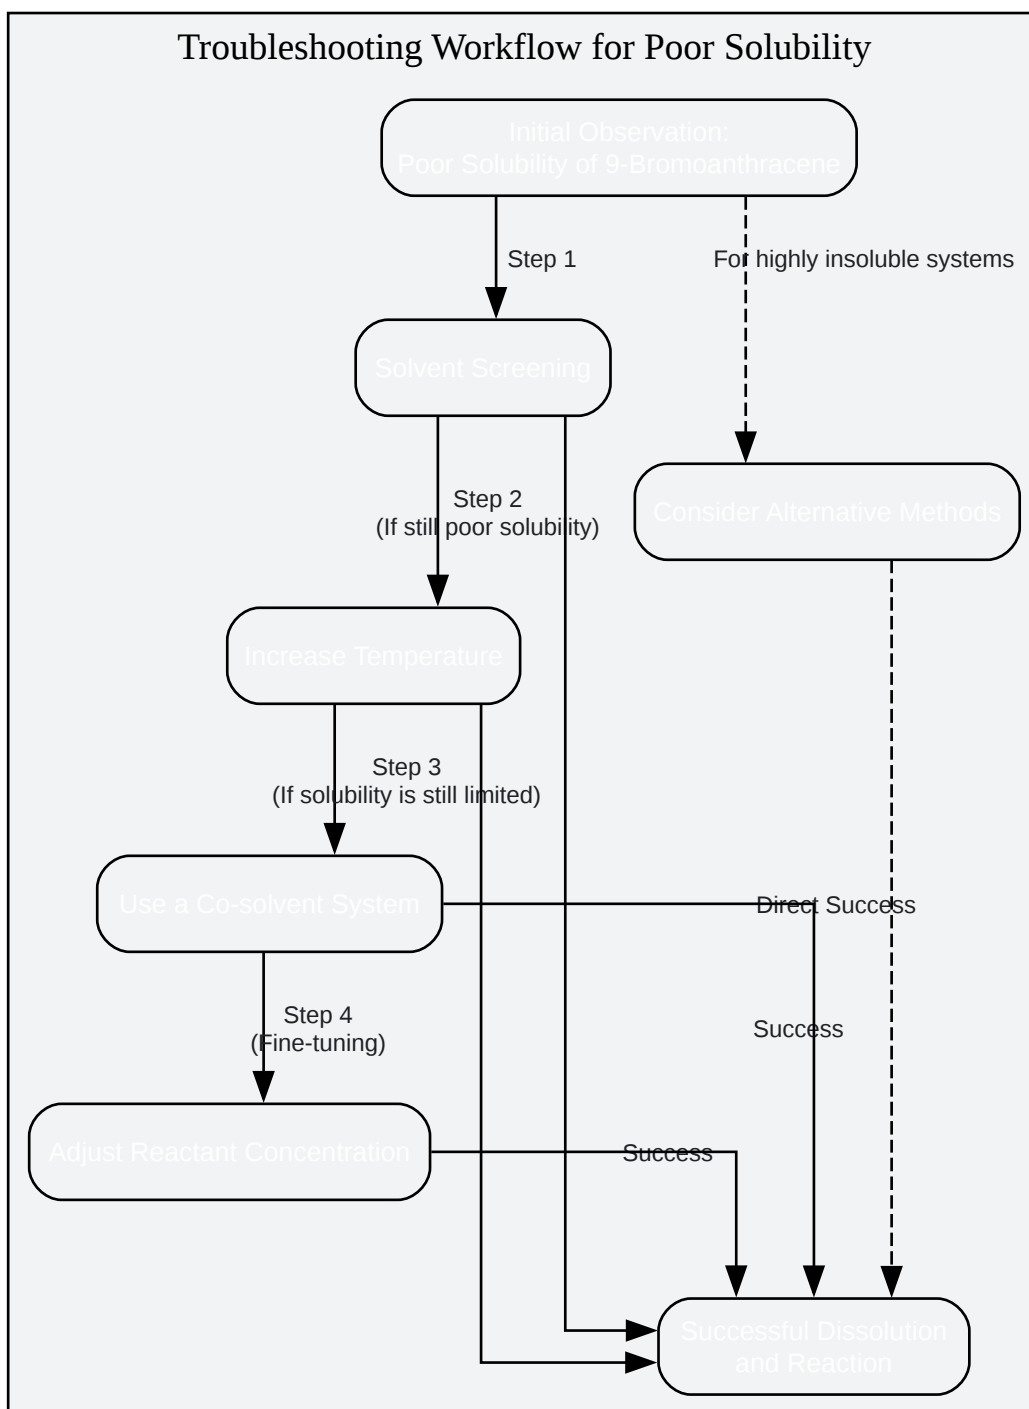 Troubleshooting Workflow for Poor Solubility
Initial Observation:
Poor Solubility of 9-Bromoanthracene
Step 1
For highly insoluble systems
Solvent Screening
Step 2
(If still poor solubility)
Consider Alternative Methods
Increase Temperature
Step 3
(If solubility is still limited)
Use a Co-solvent System
Direct Success
Step 4
(Fine-tuning)
Success
Adjust Reactant Concentration
Success
Successful Dissolution
and Reaction